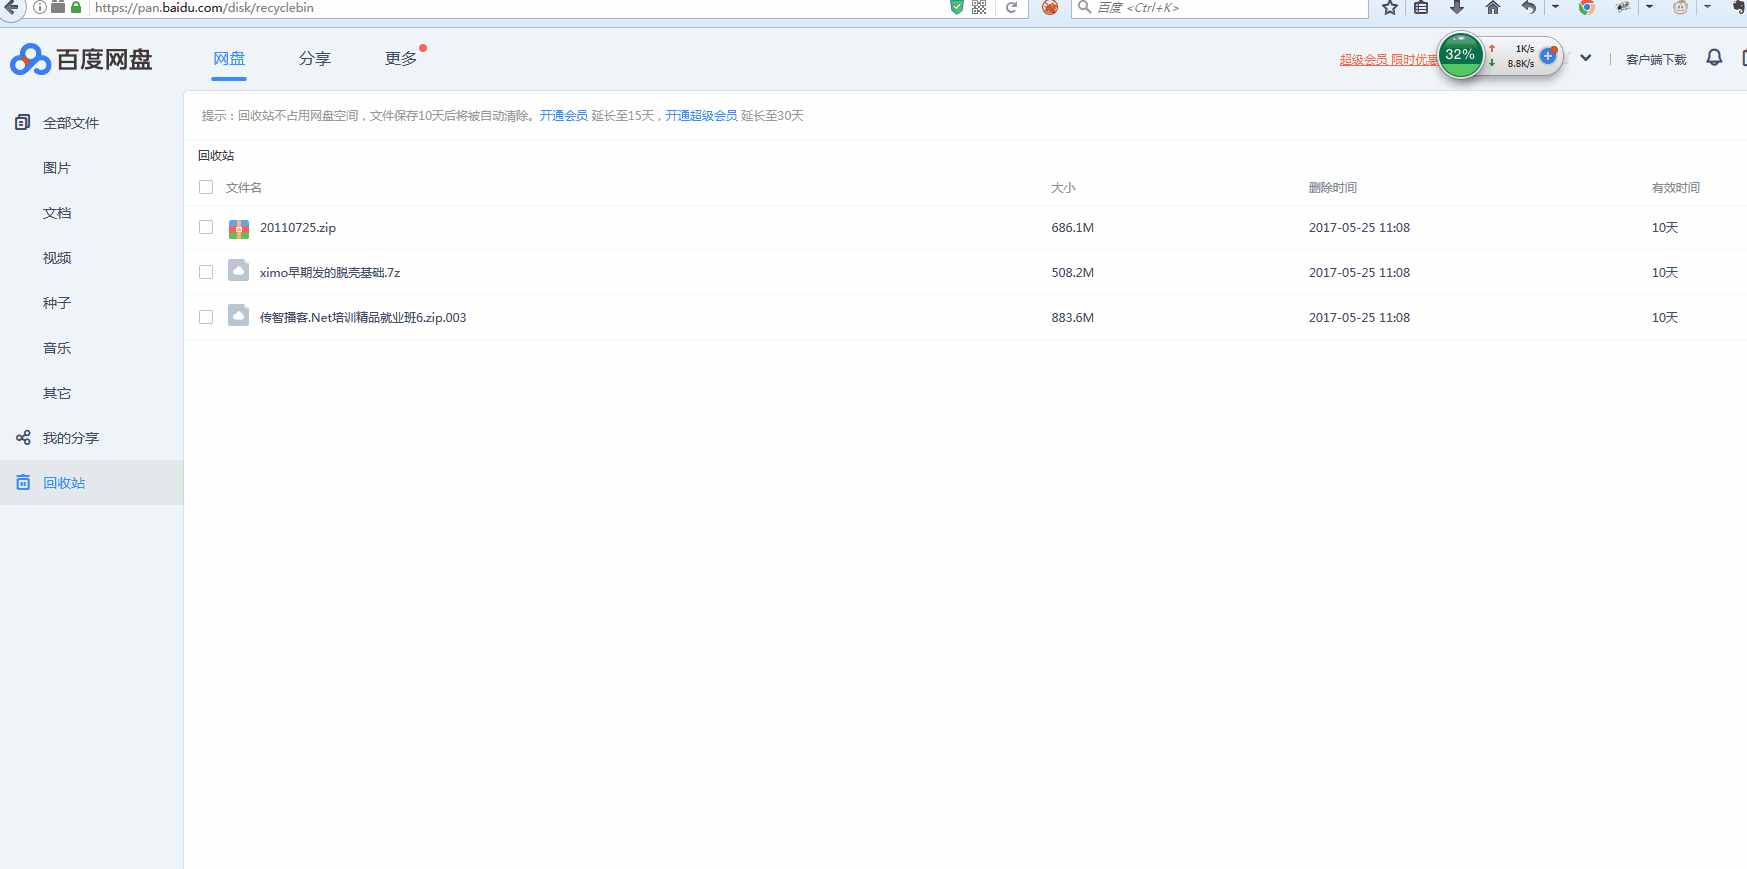 https://pan.baidu.com/disk/recyclebin
百度 <Ctrl+K>
百度网盘
网盘
分享
更多
超级会员 限时优惠
32%
1K/s
8.8K/s
客户端下载
全部文件
图片
文档
视频
种子
音乐
其它
我的分享
回收站
提示：回收站不占用网盘空间，文件保存10天后将被自动清除。开通会员 延长至15天，开通超级会员 延长至30天
回收站
文件名 大小 删除时间 有效时间
20110725.zip 686.1M 2017-05-25 11:08 10天
ximo早期发的脱壳基础.7z 508.2M 2017-05-25 11:08 10天
传智播客.Net培训精品就业班6.zip.003 883.6M 2017-05-25 11:08 10天